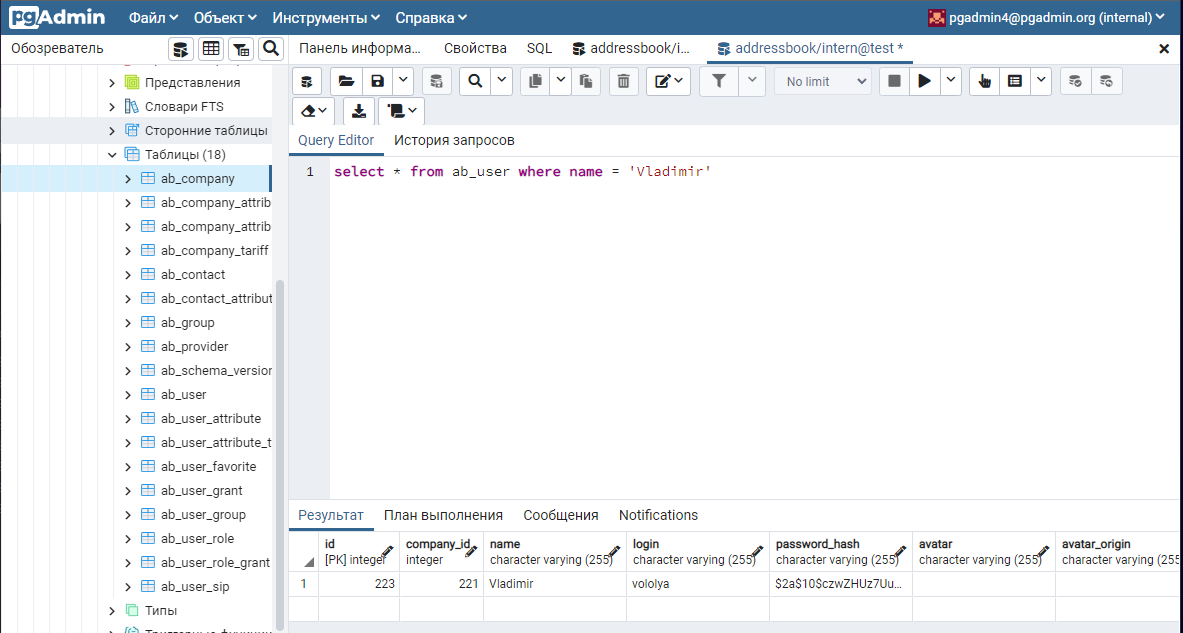 pgAdmin Файл Объект Инструменты Справка pgadmin4@pgadmin.org (internal)
Обозреватель
Панель информа... Свойства SQL addressbook/i... addressbook/intern@test *
No limit
Query Editor История запросов
Представления
Словари FTS
Сторонние таблицы
Таблицы (18)
ab_company
ab_company_attrib
ab_company_attrib
ab_company_tariff
ab_contact
ab_contact_attribut
ab_group
ab_provider
ab_schema_version
ab_user
ab_user_attribute
ab_user_attribute_t
ab_user_favorite
ab_user_grant
ab_user_group
ab_user_role
ab_user_role_grant
ab_user_sip
Типы
1 select * from ab_user where name = 'Vladimir'
Результат План выполнения Сообщения Notifications
id company_id name login password_hash avatar avatar_origin
[PK] integer integer character varying (255) character varying (255) character varying (255) character varying (255) character varying (255
1 223 221 Vladimir vololya $2a$10$czwZHUz7Uu...